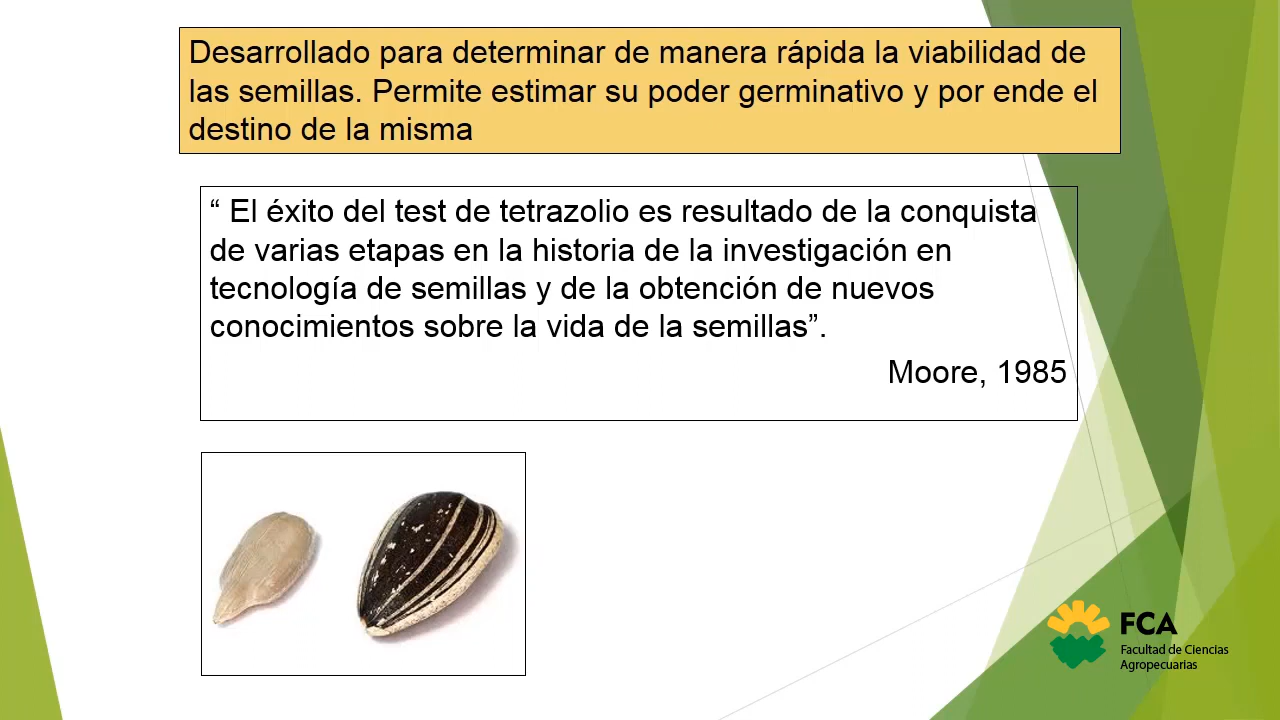 Desarrollado para determinar de manera rápida la viabilidad de
las semillas. Permite estimar su poder germinativo y por ende el
destino de la misma
“ El éxito del test de tetrazolio es resultado de la conquista
de varias etapas en la historia de la investigación en
tecnología de semillas y de la obtención de nuevos
conocimientos sobre la vida de la semillas”.
Moore, 1985
FCA
Facultad de Ciencias
Agropecuarias